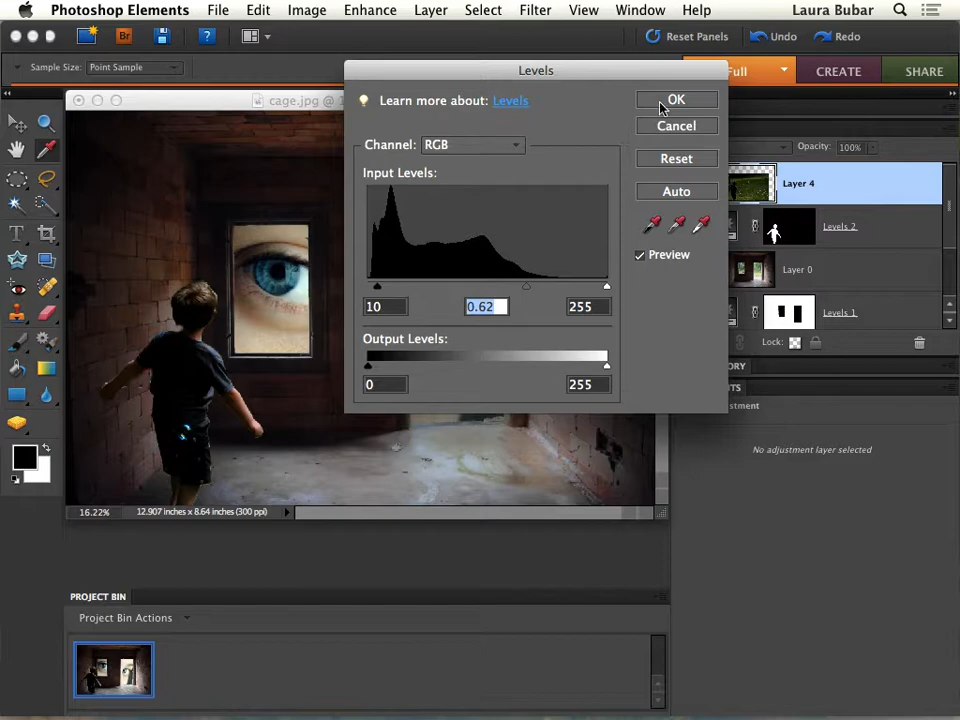 Photoshop Elements File Edit Image Enhance Layer Select Filter View Window Help Laura Bubar
Br ? Reset Panels Undo Redo
Sample Size: Point Sample Full CREATE SHARE
cage.jpg @ 1
Levels
Learn more about: Levels
OK
Cancel
Channel: RGB
Reset
Input Levels:
Auto
Preview
10 0.62 255
Output Levels:
0 255
Opacity: 100%
Layer 4
Levels 2
Layer 0
Levels 1
Lock:
ORY
NTS
stment
No adjustment layer selected
T
16.22% 12.907 inches x 8.64 inches (300 ppi)
PROJECT BIN
Project Bin Actions